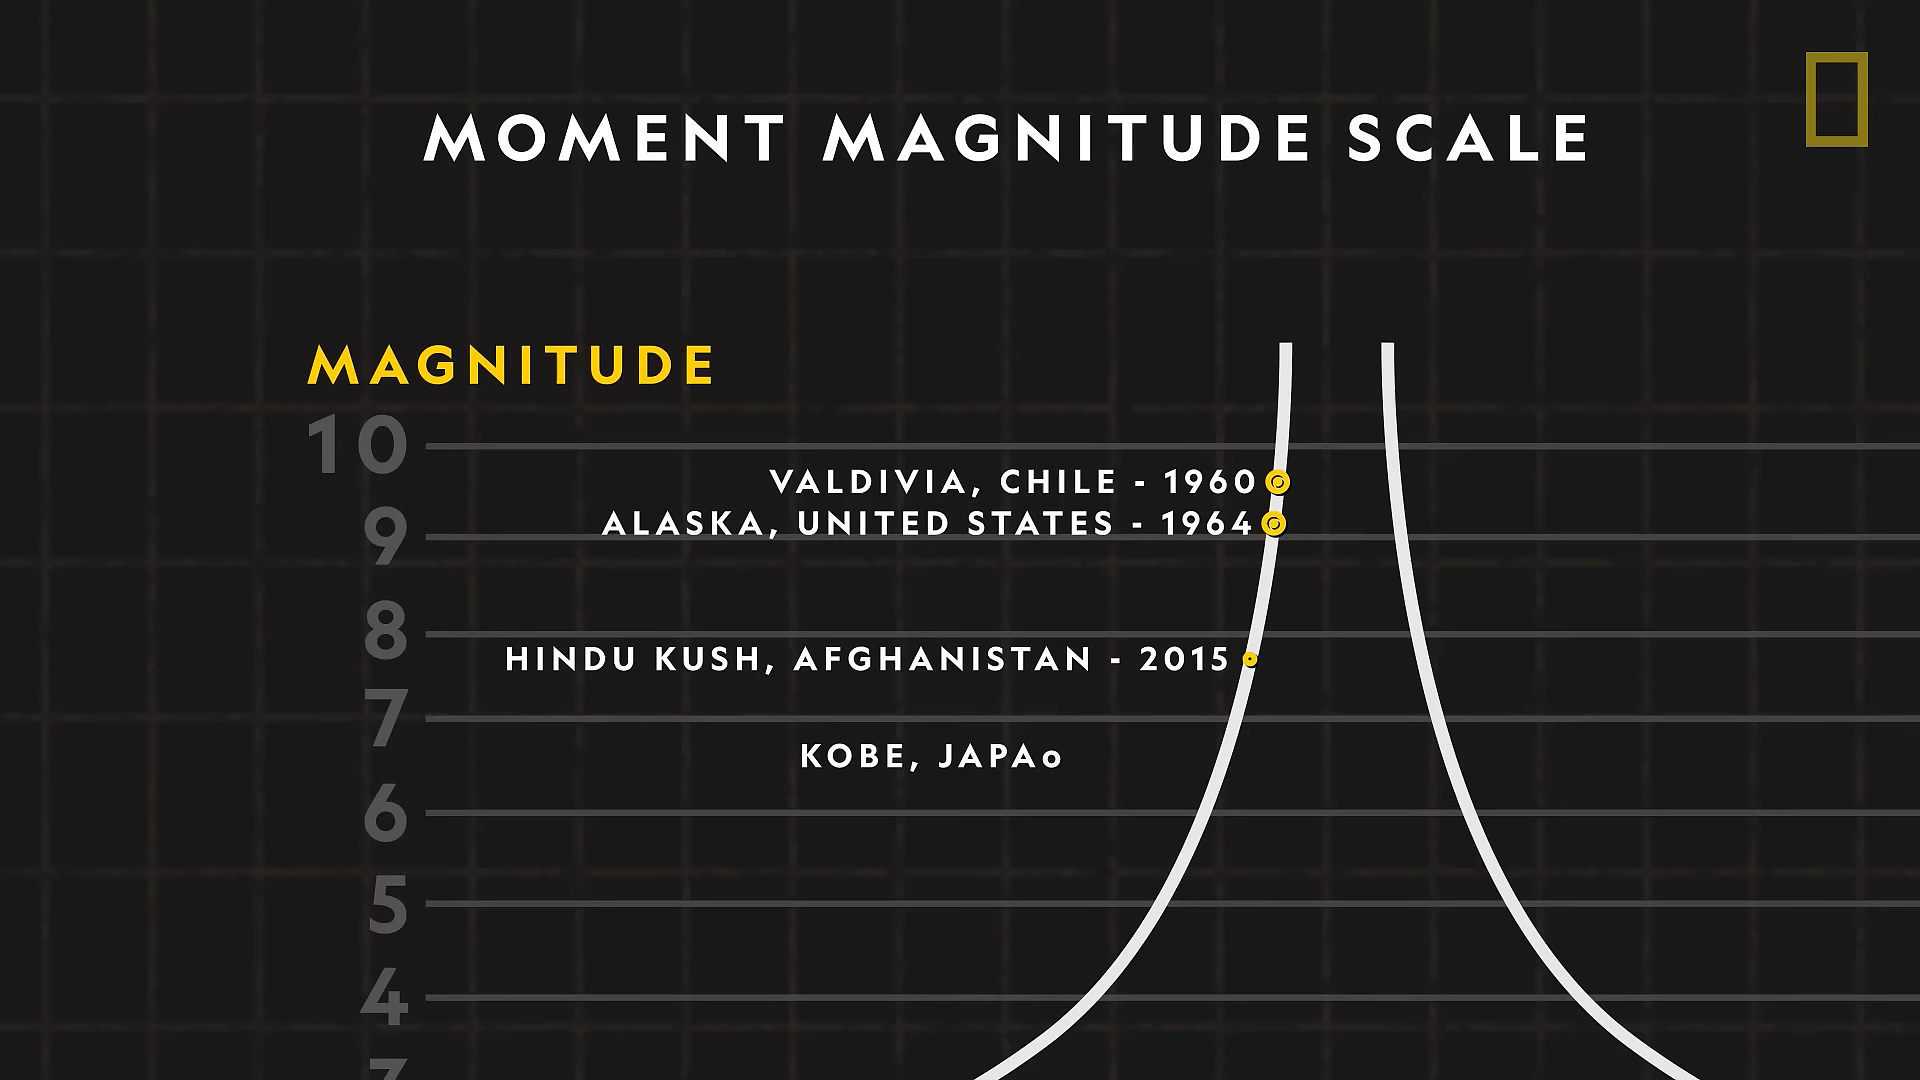 MOMENT MAGNITUDE SCALE
MAGNITUDE
10
VALDIVIA, CHILE - 1960
ALASKA, UNITED STATES - 1964
9
8
HINDU KUSH, AFGHANISTAN - 2015
7
KOBE, JAPAo
6
5
4
3